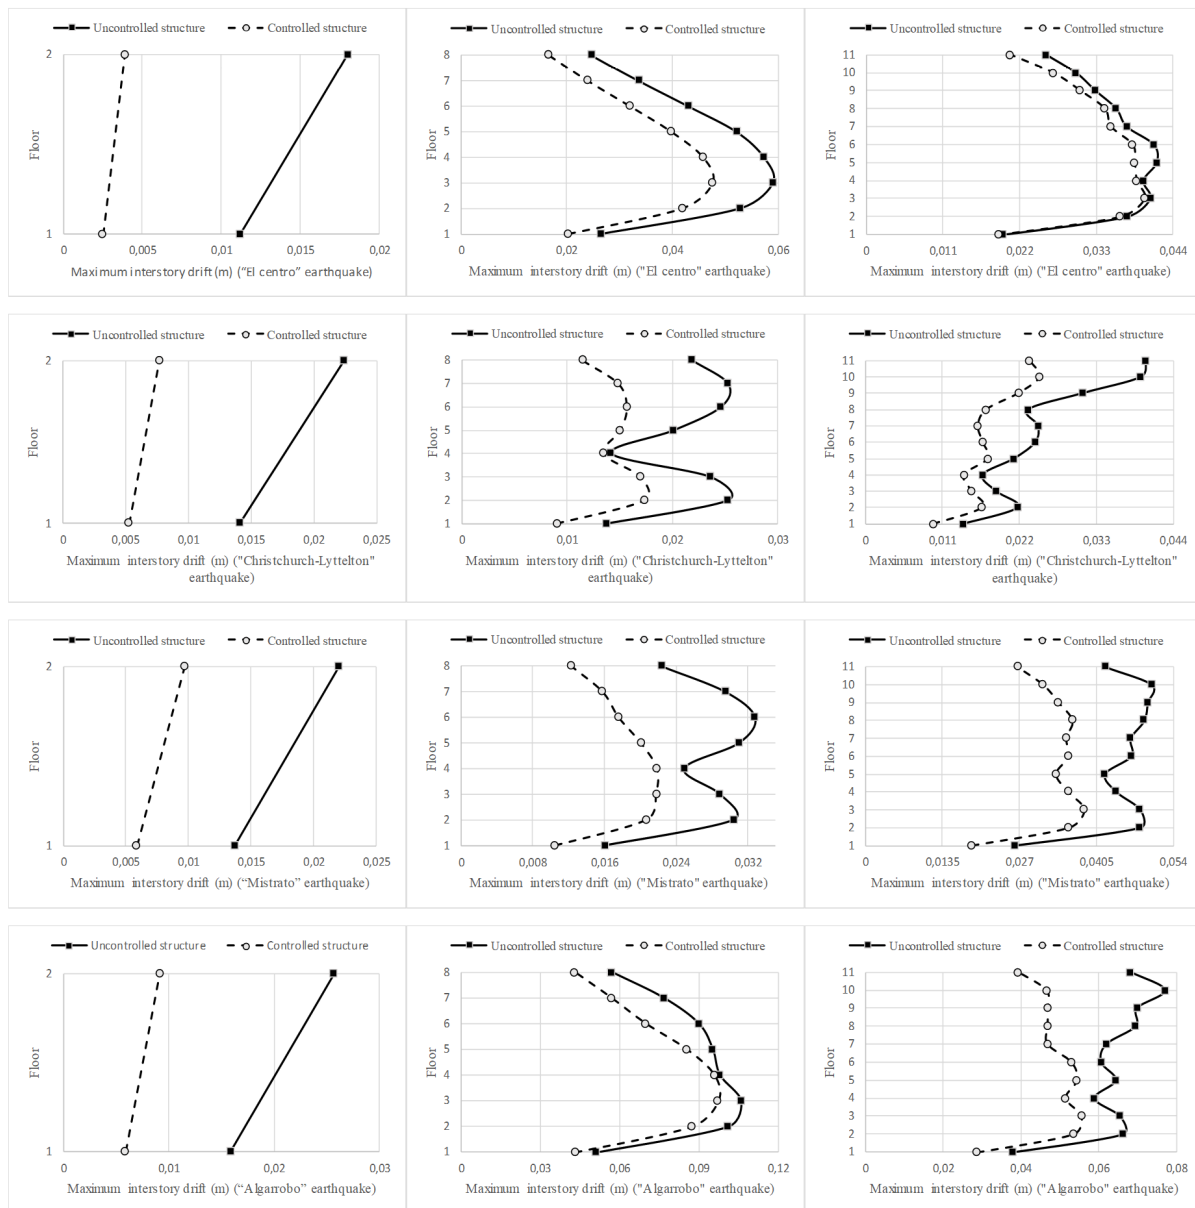 Uncontrolled structure Controlled structure
2
Floor
1
0 0,005 0,01 0,015 0,02
Maximum interstory drift (m) (“El centro” earthquake)
Uncontrolled structure Controlled structure
8
7
6
5
4
3
2
1
Floor
0 0,02 0,04 0,06
Maximum interstory drift (m) ("El centro" earthquake)
Uncontrolled structure Controlled structure
11
10
9
8
7
6
5
4
3
2
1
Floor
0 0,011 0,022 0,033 0,044
Maximum interstory drift (m) ("El centro" earthquake)
Uncontrolled structure Controlled structure
2
Floor
1
0 0,005 0,01 0,015 0,02 0,025
Maximum interstory drift (m) ("Christchurch-Lyttelton"
earthquake)
Uncontrolled structure Controlled structure
8
7
6
5
4
3
2
1
Floor
0 0,01 0,02 0,03
Maximum interstory drift (m) ("Christchurch-Lyttelton"
earthquake)
Uncontrolled structure Controlled structure
11
10
9
8
7
6
5
4
3
2
1
Floor
0 0,011 0,022 0,033 0,044
Maximum interstory drift (m) ("Christchurch-Lyttelton"
earthquake)
Uncontrolled structure Controlled structure
2
Floor
1
0 0,005 0,01 0,015 0,02 0,025
Maximum interstory drift (m) (“Mistrato” earthquake)
Uncontrolled structure Controlled structure
8
7
6
5
4
3
2
1
Floor
0 0,008 0,016 0,024 0,032
Maximum interstory drift (m) ("Mistrato" earthquake)
Uncontrolled structure Controlled structure
11
10
9
8
7
6
5
4
3
2
1
Floor
0 0,0135 0,027 0,0405 0,054
Maximum interstory drift (m) ("Mistrato" earthquake)
Uncontrolled structure Controlled structure
2
Floor
1
0 0,01 0,02 0,03
Maximum interstory drift (m) (“Algarrobo” earthquake)
Uncontrolled structure Controlled structure
8
7
6
5
4
3
2
1
Floor
0 0,03 0,06 0,09 0,12
Maximum interstory drift (m) ("Algarrobo" earthquake)
Uncontrolled structure Controlled structure
11
10
9
8
7
6
5
4
3
2
1
Floor
0 0,02 0,04 0,06 0,08
Maximum interstory drift (m) ("Algarrobo" earthquake)